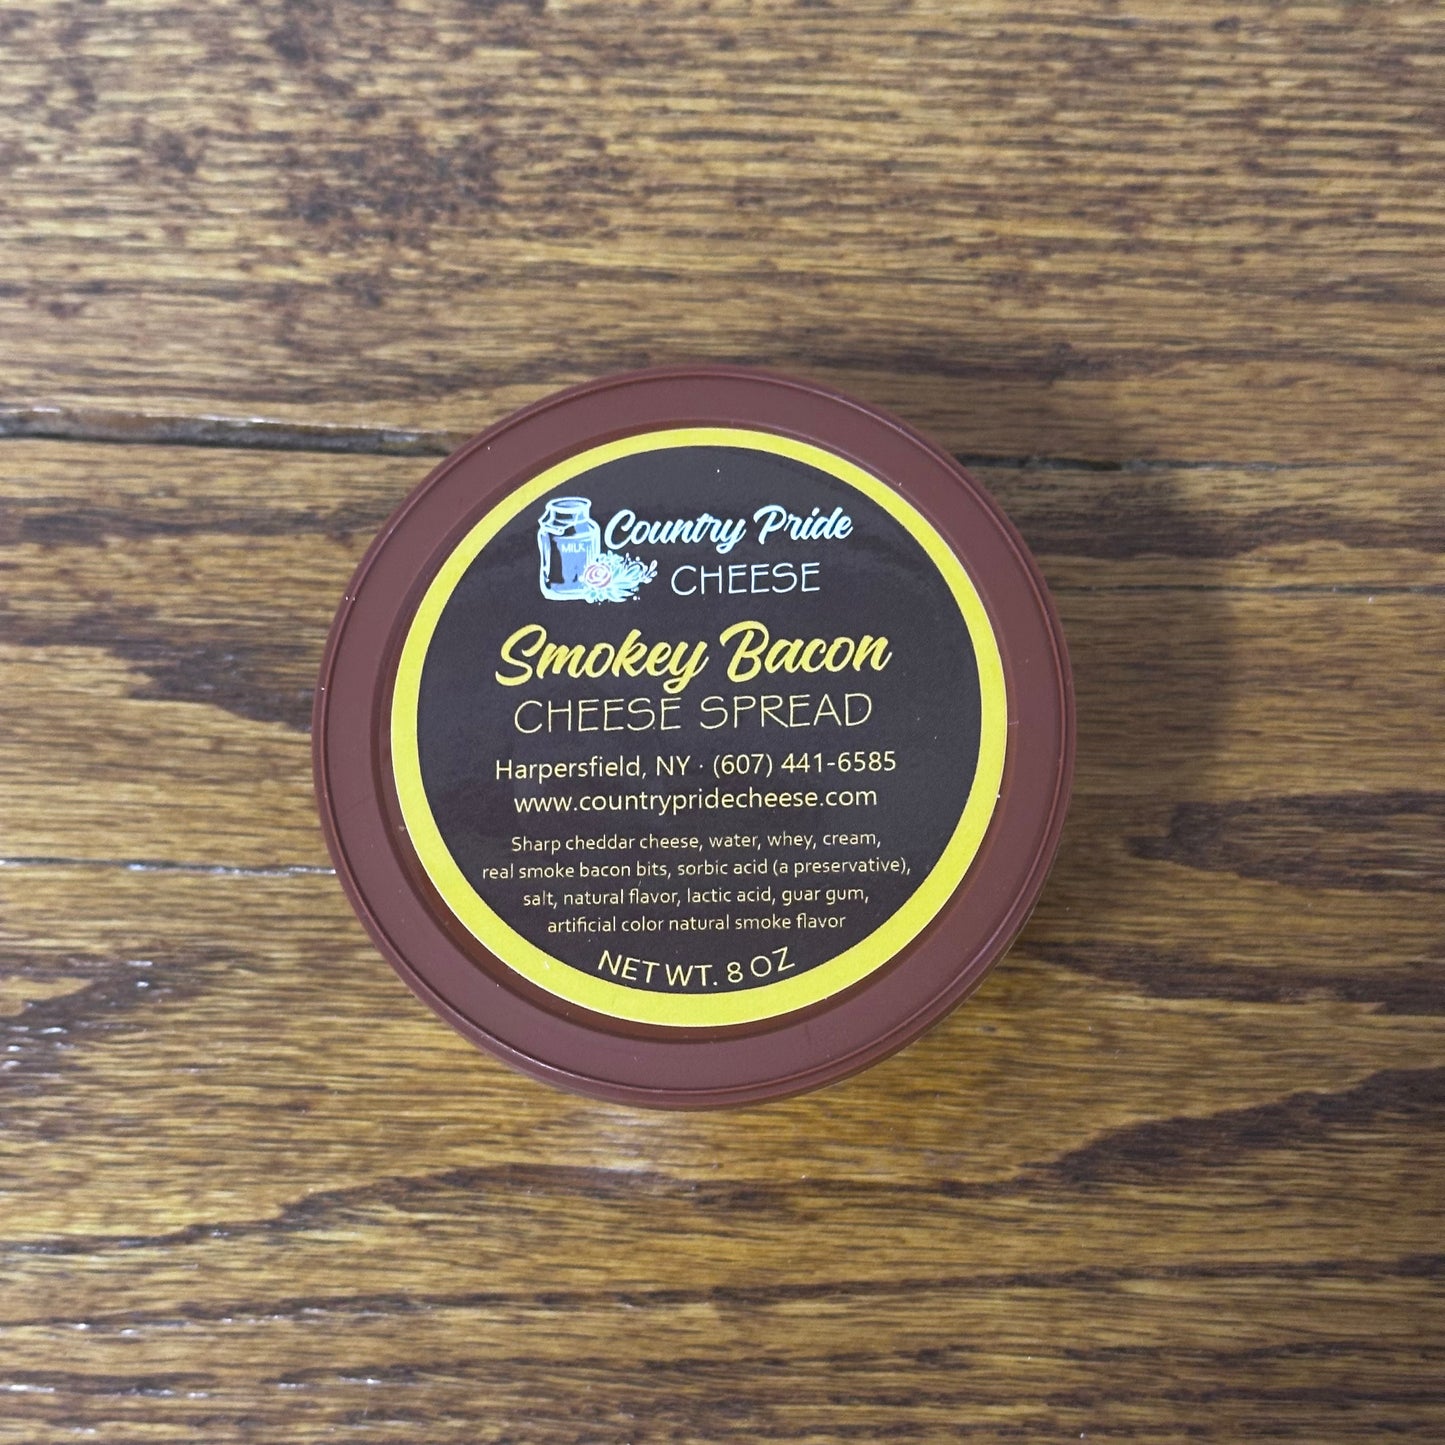 MILK
Country Pride
CHEESE
Smokey Bacon
CHEESE SPREAD
Harpersfield, NY · (607) 441-6585
www.countrypridecheese.com
Sharp cheddar cheese, water, whey, cream,
real smoke bacon bits, sorbic acid (a preservative),
salt, natural flavor, lactic acid, guar gum,
artificial color natural smoke flavor
NET WT. 8 OZ